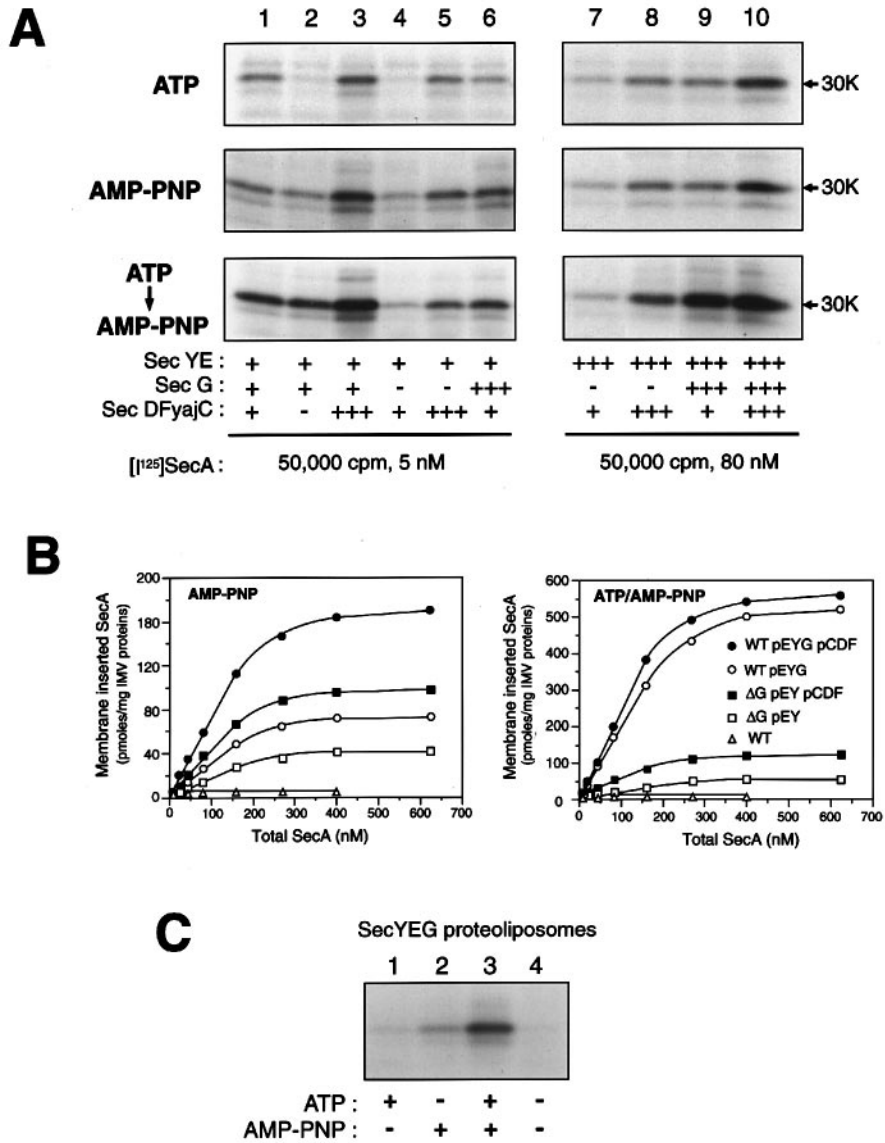 A
1 2 3 4 5 6 7 8 9 10
ATP
30K
AMP-PNP
30K
ATP
AMP-PNP
30K
Sec YE : + + + + + + +++ +++ +++ +++
Sec G : + + + - - +++ - - +++ +++
Sec DFyajC : + - +++ + +++ + + +++ + +++
[I¹²⁵]SecA : 50,000 cpm, 5 nM 50,000 cpm, 80 nM
B
AMP-PNP
Membrane inserted SecA
(pmoles/mg IMV proteins)
200
180
120
80
40
0
0 100 200 300 400 500 600 700
Total SecA (nM)
ATP/AMP-PNP
Membrane inserted SecA
(pmoles/mg IMV proteins)
600
500
400
300
200
100
0
WT pEYG pCDF
WT pEYG
ΔG pEY pCDF
ΔG pEY
WT
0 100 200 300 400 500 600 700
Total SecA (nM)
C
SecYEG proteoliposomes
1 2 3 4
ATP : + - + -
AMP-PNP : - + + -